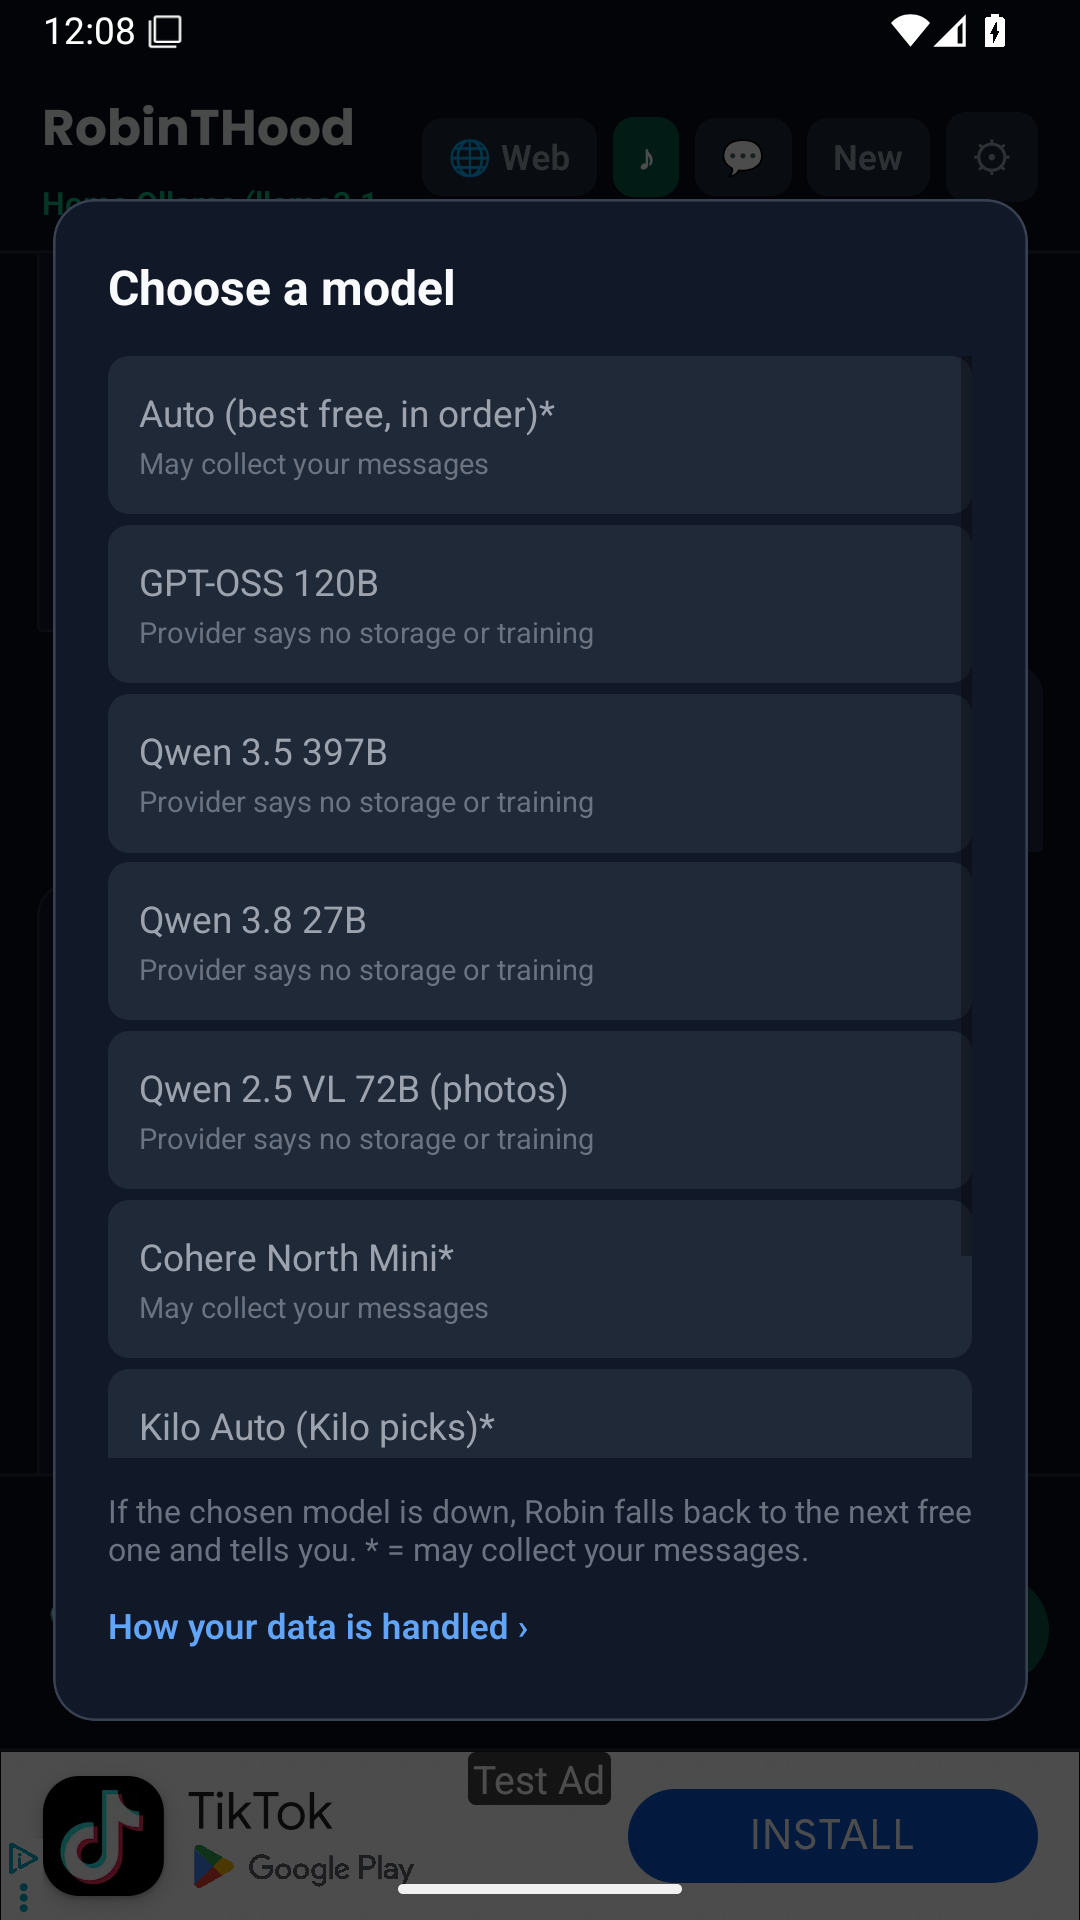 12:08
RobinTHood
🌐 Web
♪
💬
New
Choose a model
Auto (best free, in order)*
May collect your messages
GPT-OSS 120B
Provider says no storage or training
Qwen 3.5 397B
Provider says no storage or training
Qwen 3.8 27B
Provider says no storage or training
Qwen 2.5 VL 72B (photos)
Provider says no storage or training
Cohere North Mini*
May collect your messages
Kilo Auto (Kilo picks)*
If the chosen model is down, Robin falls back to the next free
one and tells you. * = may collect your messages.
How your data is handled ›
Test Ad
TikTok
Google Play
INSTALL